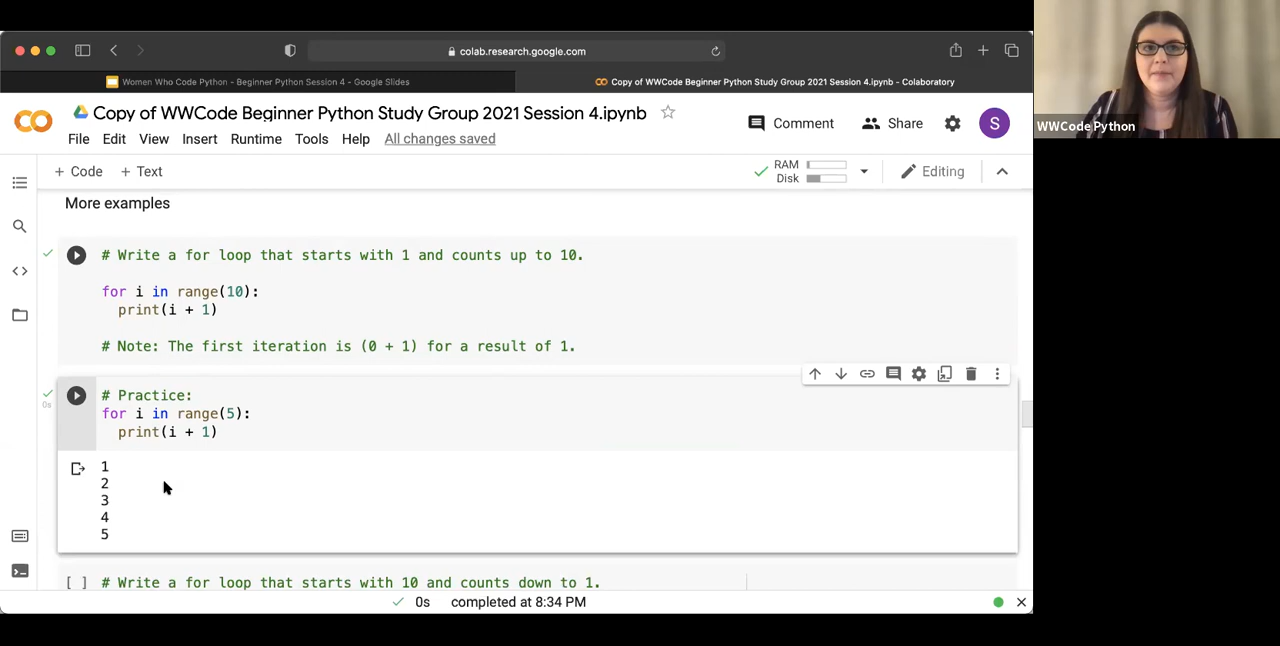 colab.research.google.com
Women Who Code Python - Beginner Python Session 4 - Google Slides
Copy of WWCode Beginner Python Study Group 2021 Session 4.ipynb - Colaboratory
Copy of WWCode Beginner Python Study Group 2021 Session 4.ipynb
File Edit View Insert Runtime Tools Help All changes saved
Comment
Share
S
WWCode Python
+ Code + Text
RAM
Disk
Editing
More examples
# Write a for loop that starts with 1 and counts up to 10.
for i in range(10):
print(i + 1)
# Note: The first iteration is (0 + 1) for a result of 1.
0s
# Practice:
for i in range(5):
print(i + 1)
1
2
3
4
5
[ ] # Write a for loop that starts with 10 and counts down to 1.
0s completed at 8:34 PM